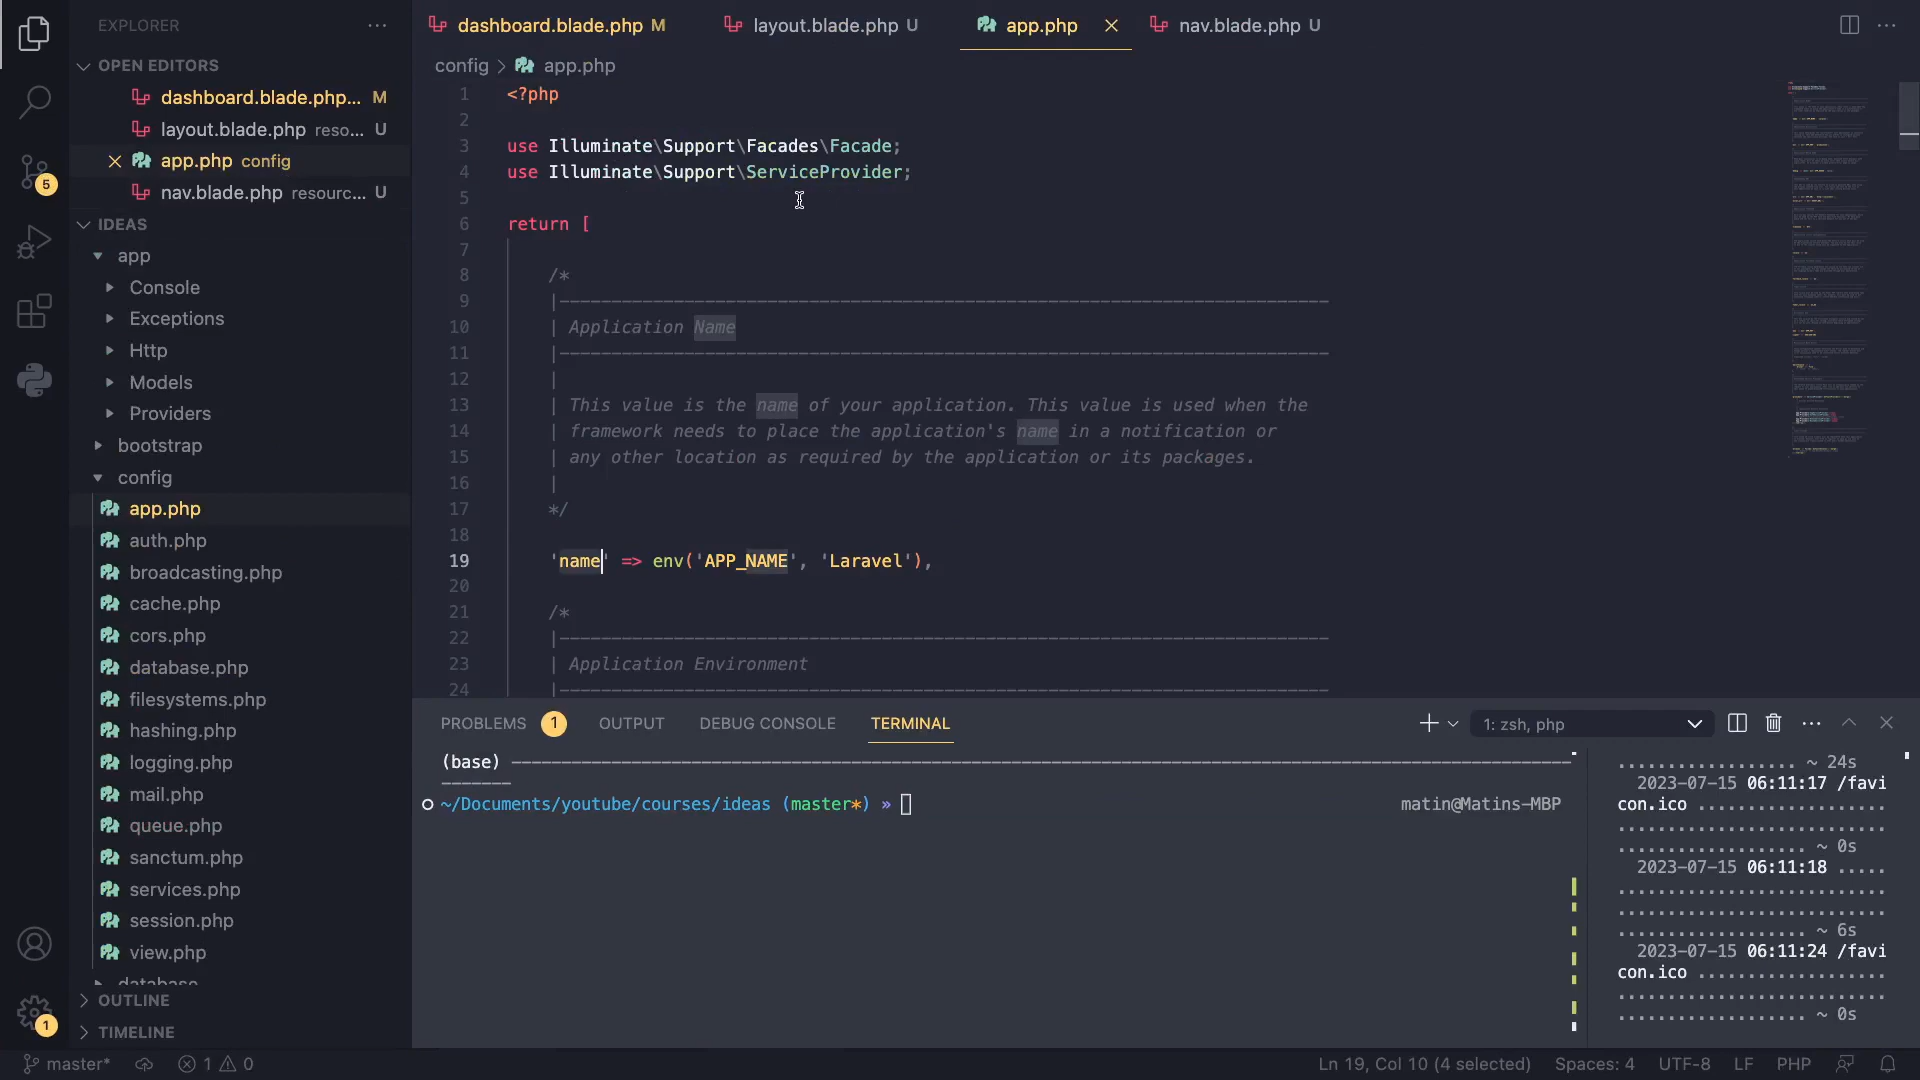 EXPLORER
OPEN EDITORS
dashboard.blade.php... M
layout.blade.php reso... U
app.php config
nav.blade.php resourc... U
IDEAS
app
Console
Exceptions
Http
Models
Providers
bootstrap
config
app.php
auth.php
broadcasting.php
cache.php
cors.php
database.php
filesystems.php
hashing.php
logging.php
mail.php
queue.php
sanctum.php
services.php
session.php
view.php
database
OUTLINE
TIMELINE
5
1
dashboard.blade.php M
layout.blade.php U
app.php
nav.blade.php U
config > app.php
1 <?php
2
3 use Illuminate\Support\Facades\Facade;
4 use Illuminate\Support\ServiceProvider;
5
6 return [
7
8 /*
9 |--------------------------------------------------------------------------
10 | Application Name
11 |--------------------------------------------------------------------------
12 |
13 | This value is the name of your application. This value is used when the
14 | framework needs to place the application's name in a notification or
15 | any other location as required by the application or its packages.
16 |
17 */
18
19 'name' => env('APP_NAME', 'Laravel'),
20
21 /*
22 |--------------------------------------------------------------------------
23 | Application Environment
24 |--------------------------------------------------------------------------
PROBLEMS 1 OUTPUT DEBUG CONSOLE TERMINAL
1: zsh, php
(base)
~/Documents/youtube/courses/ideas (master*) » matin@Matins-MBP
.................. ~ 24s
2023-07-15 06:11:17 /favi
con.ico ...................
...........................
................... ~ 0s
2023-07-15 06:11:18 .....
...........................
...........................
................... ~ 6s
2023-07-15 06:11:24 /favi
con.ico ...................
...........................
................... ~ 0s
master* 1 0
Ln 19, Col 10 (4 selected) Spaces: 4 UTF-8 LF PHP